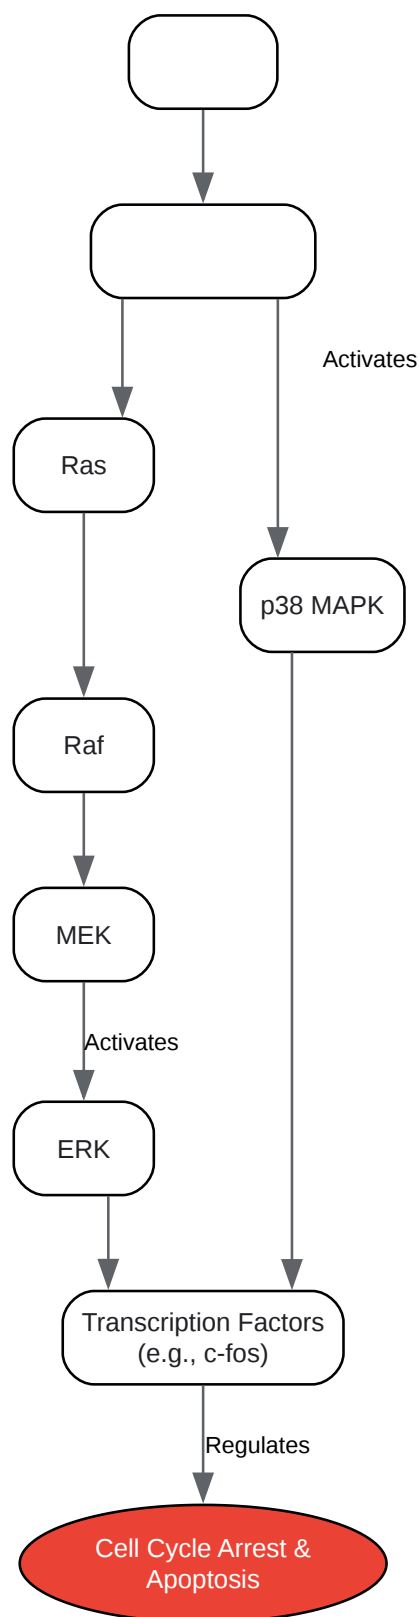 Activates
Ras
p38 MAPK
Raf
MEK
Activates
ERK
Transcription Factors
(e.g., c-fos)
Regulates
Cell Cycle Arrest &
Apoptosis